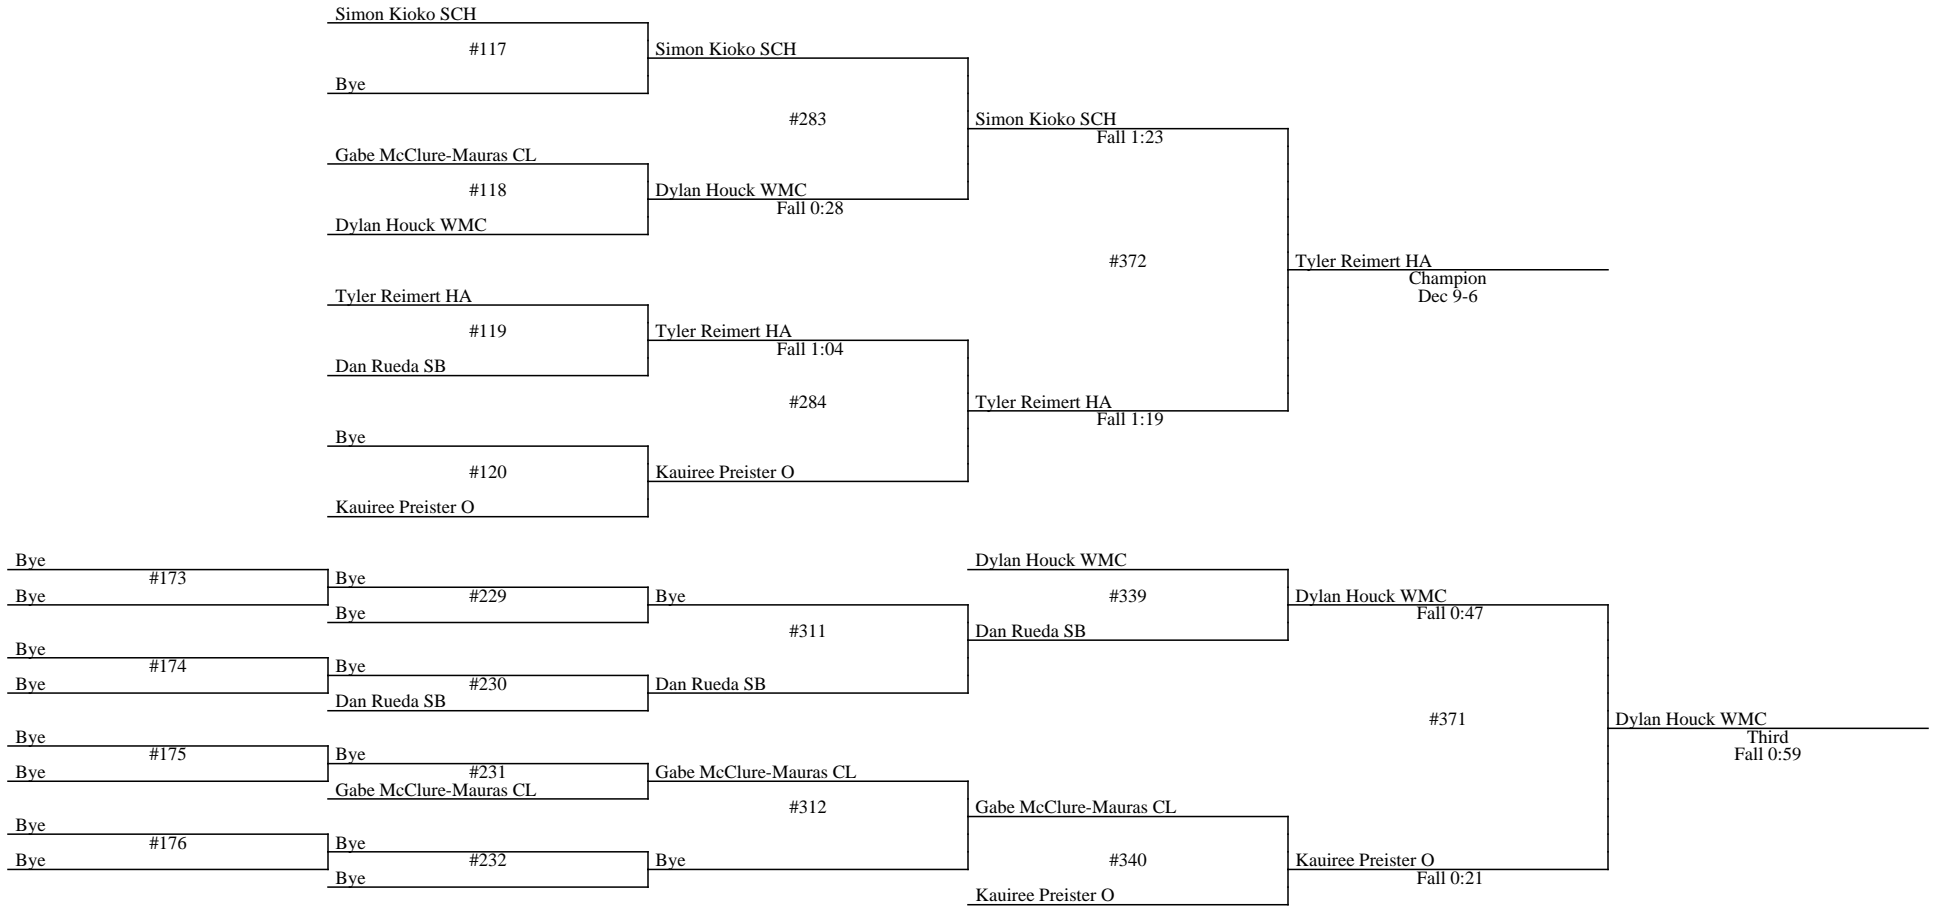 Simon Kioko SCH
#117
Simon Kioko SCH
Bye
#283
Simon Kioko SCH
Fall 1:23
Gabe McClure-Mauras CL
#118
Dylan Houck WMC
Fall 0:28
Dylan Houck WMC
#372
Tyler Reimert HA
Champion
Dec 9-6
Tyler Reimert HA
#119
Tyler Reimert HA
Fall 1:04
Dan Rueda SB
#284
Tyler Reimert HA
Fall 1:19
Bye
#120
Kauiree Preister O
Kauiree Preister O
Bye
#173
Bye
Bye
#229
Bye
Bye
#311
Dylan Houck WMC
#339
Dylan Houck WMC
Fall 0:47
Dan Rueda SB
Bye
#174
Bye
Bye
#230
Dan Rueda SB
Dan Rueda SB
#371
Dylan Houck WMC
Third
Fall 0:59
Bye
#175
Bye
Bye
#231
Gabe McClure-Mauras CL
Gabe McClure-Mauras CL
#312
Gabe McClure-Mauras CL
Bye
#176
Bye
Bye
#232
Bye
Bye
#340
Kauiree Preister O
Fall 0:21
Kauiree Preister O